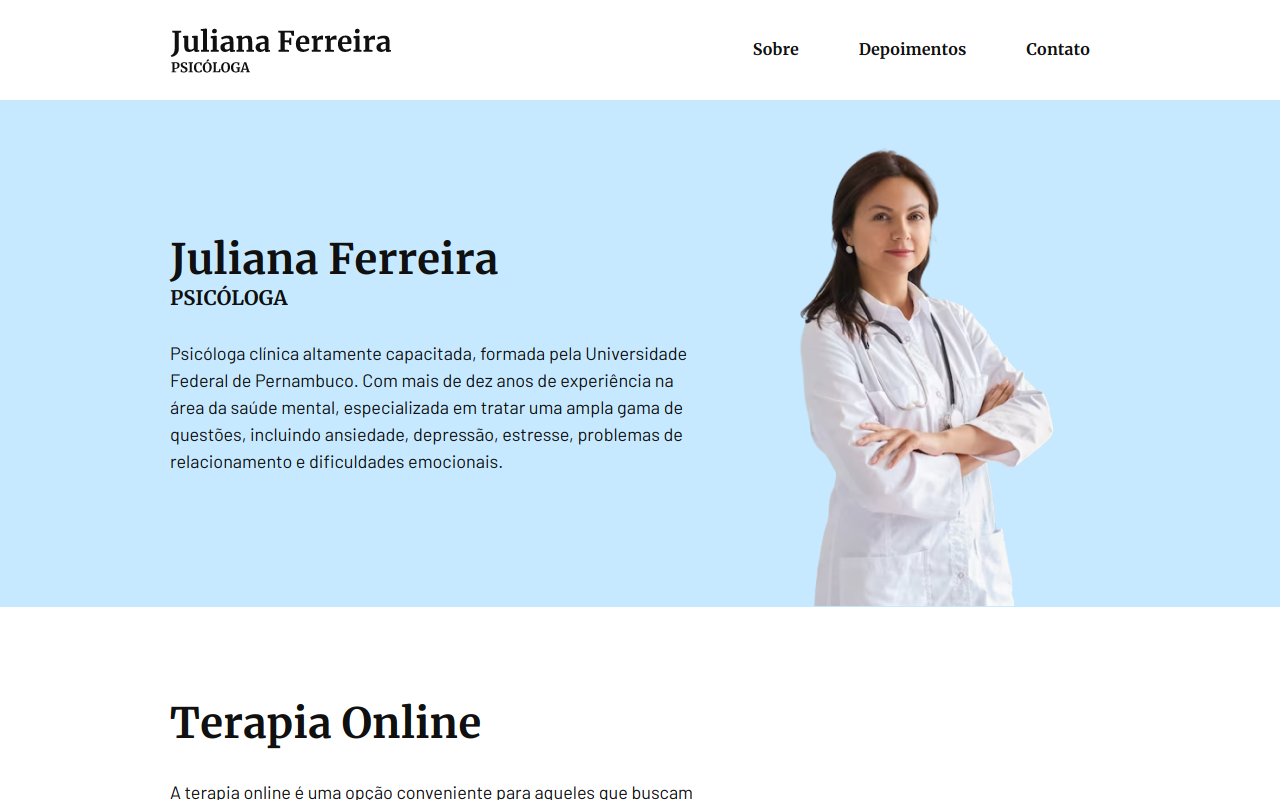 Juliana Ferreira
PSICÓLOGA
Sobre
Depoimentos
Contato
Juliana Ferreira
PSICÓLOGA
Psicóloga clínica altamente capacitada, formada pela Universidade
Federal de Pernambuco. Com mais de dez anos de experiência na
área da saúde mental, especializada em tratar uma ampla gama de
questões, incluindo ansiedade, depressão, estresse, problemas de
relacionamento e dificuldades emocionais.
Terapia Online
A terapia online é uma opção conveniente para aqueles que buscam